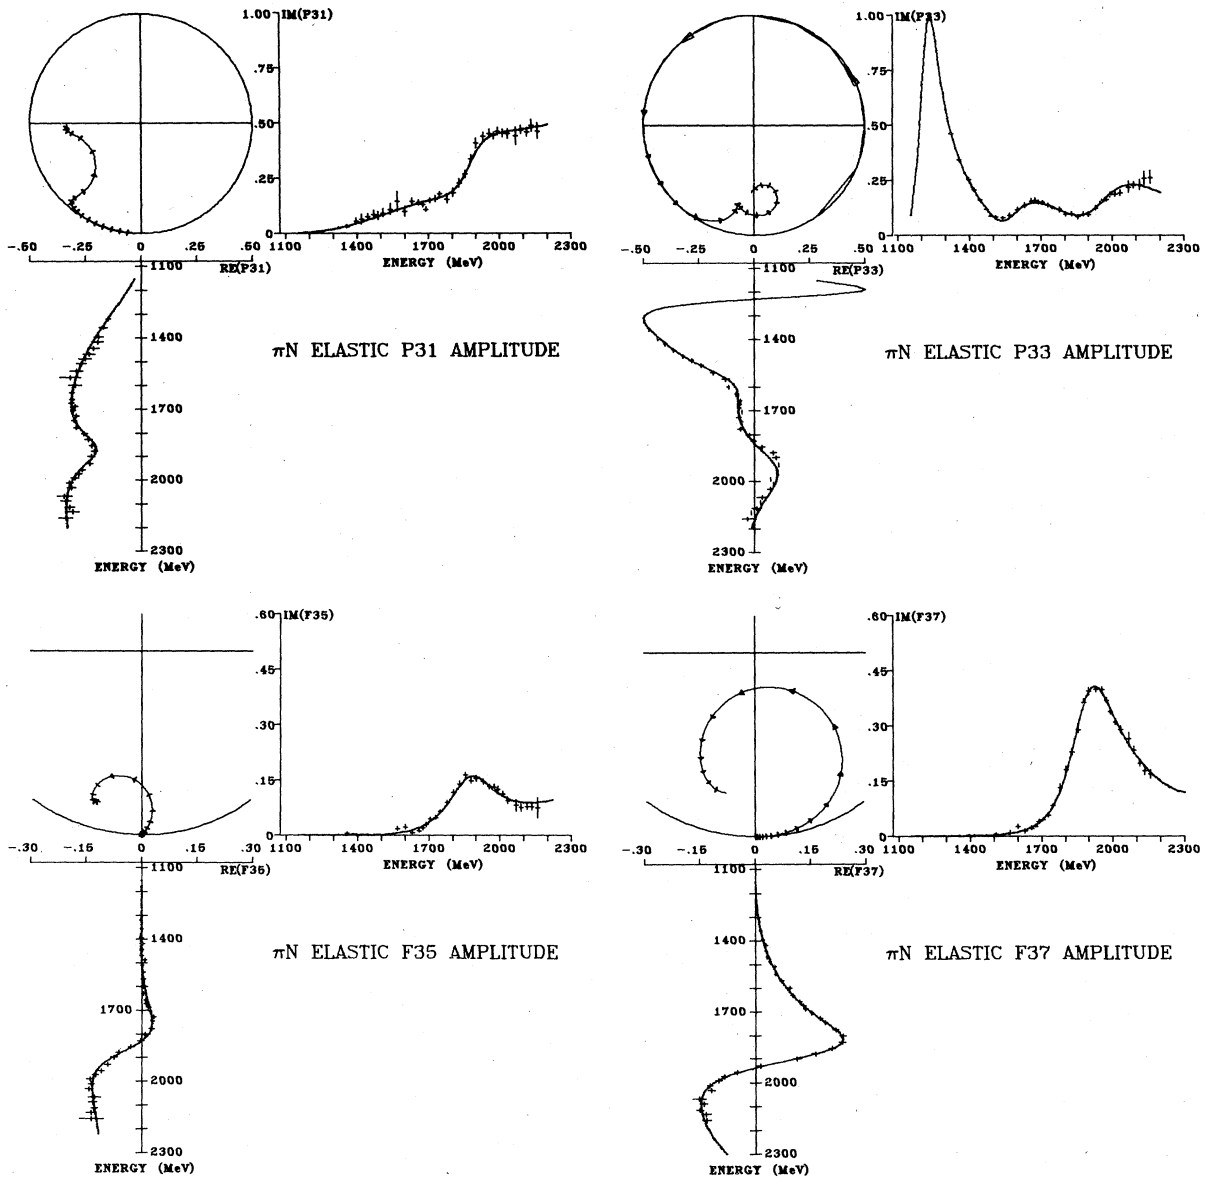 1.00 IM(P31)
.75
.50
.25
0
-.50 -.25 0 .25 .50 1100 1400 1700 2000 2300
RE(P31) ENERGY (MeV)
1100
1400
1700
2000
2300
ENERGY (MeV)
πN ELASTIC P31 AMPLITUDE
1.00 IM(P33)
.75
.50
.25
0
-.50 -.25 0 .25 .50 1100 1400 1700 2000 2300
RE(P33) ENERGY (MeV)
1100
1400
1700
2000
2300
ENERGY (MeV)
πN ELASTIC P33 AMPLITUDE
.60 IM(F35)
.45
.30
.15
0
-.30 -.15 0 .15 .30 1100 1400 1700 2000 2300
RE(F35) ENERGY (MeV)
1100
1400
1700
2000
2300
ENERGY (MeV)
πN ELASTIC F35 AMPLITUDE
.60 IM(F37)
.45
.30
.15
0
-.30 -.15 0 .15 .30 1100 1400 1700 2000 2300
RE(F37) ENERGY (MeV)
1100
1400
1700
2000
2300
ENERGY (MeV)
πN ELASTIC F37 AMPLITUDE